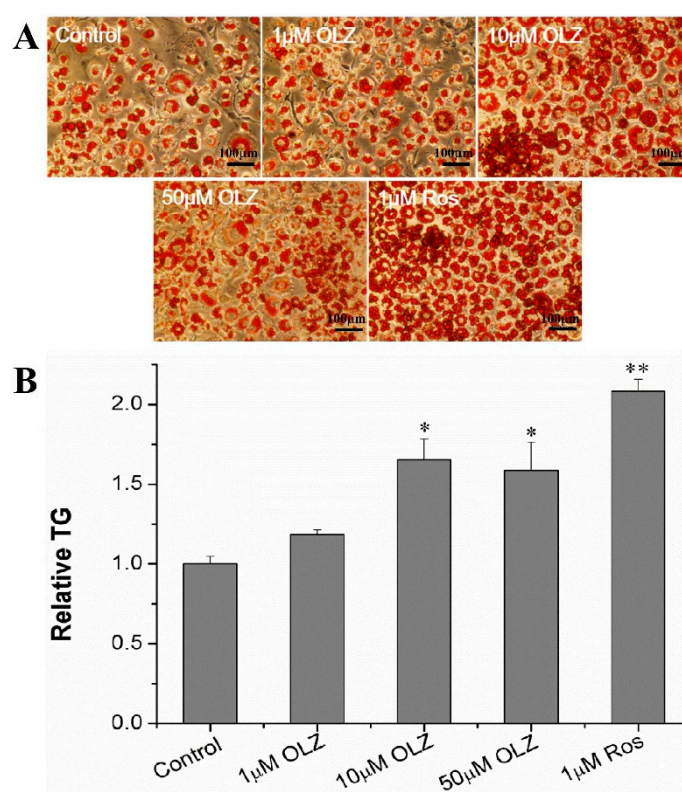 A
Control
1μM OLZ
10μM OLZ
100μm
100μm
100μm
50μM OLZ
1μM Ros
100μm
100μm
B
Relative TG
2.0
1.5
1.0
0.5
0.0
*
*
**
Control
1μM OLZ
10μM OLZ
50μM OLZ
1μM Ros